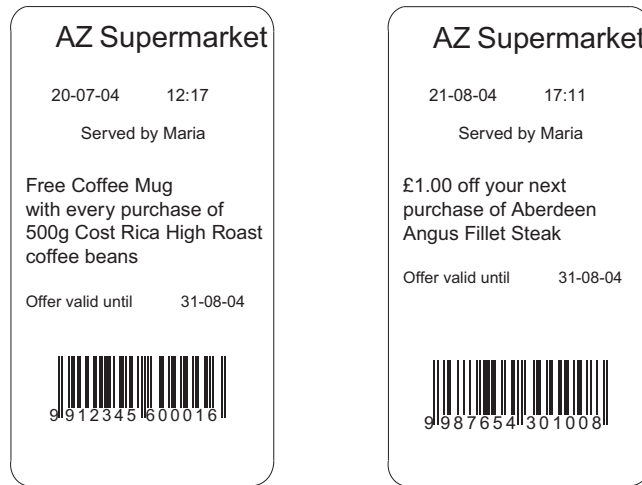 AZ Supermarket
20-07-04 12:17
Served by Maria
Free Coffee Mug
with every purchase of
500g Cost Rica High Roast
coffee beans
Offer valid until 31-08-04
9 912345 600016
AZ Supermarket
21-08-04 17:11
Served by Maria
£1.00 off your next
purchase of Aberdeen
Angus Fillet Steak
Offer valid until 31-08-04
9 987654 301008